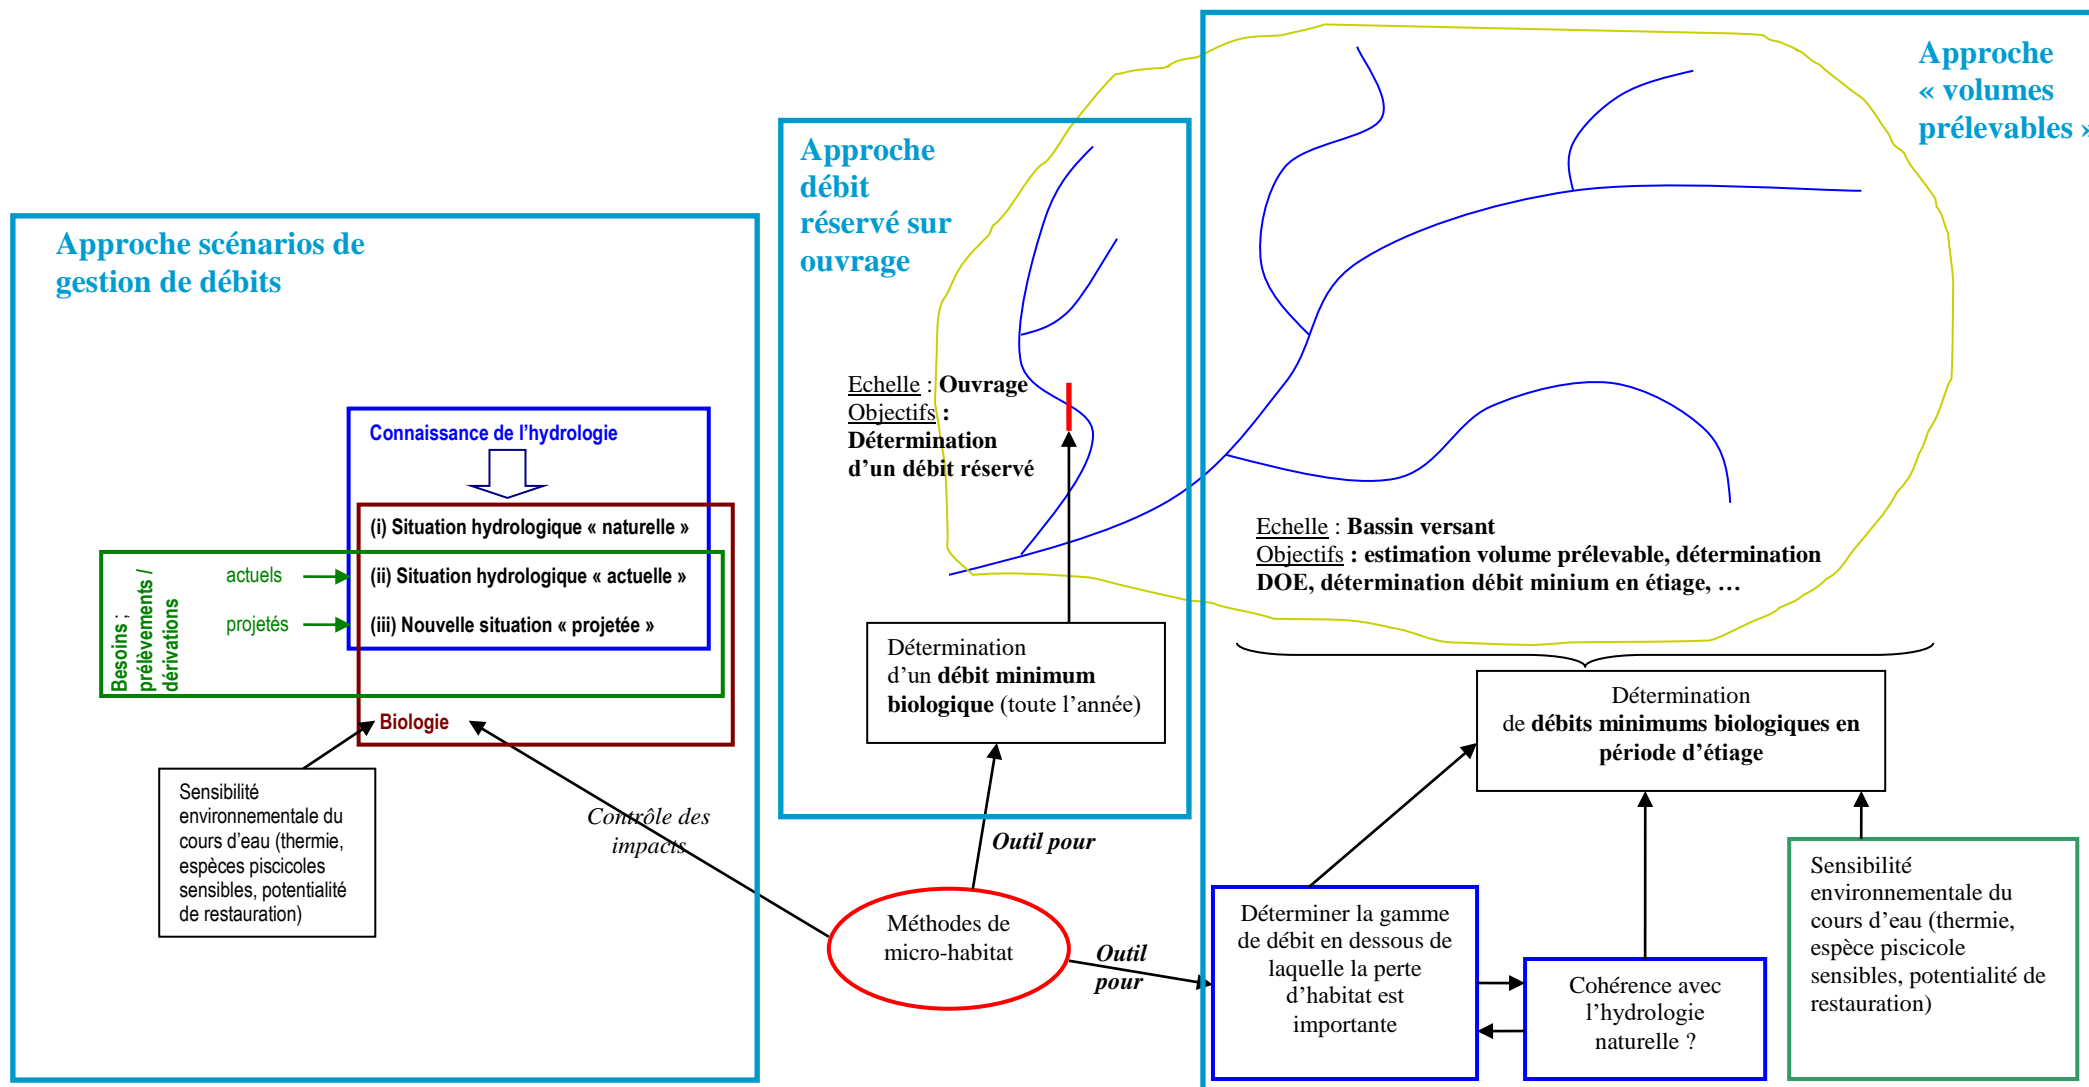 Approche scénarios de
gestion de débits
Connaissance de l’hydrologie
(i) Situation hydrologique « naturelle »
(ii) Situation hydrologique « actuelle »
(iii) Nouvelle situation « projetée »
Besoins ;
prélèvements /
dérivations
actuels
projetés
Biologie
Sensibilité
environnementale du
cours d’eau (thermie,
espèces piscicoles
sensibles, potentialité
de restauration)
Contrôle des
impacts
Approche
débit
réservé sur
ouvrage
Echelle : Ouvrage
Objectifs :
Détermination
d’un débit réservé
Détermination
d’un débit minimum
biologique (toute l’année)
Outil pour
Méthodes de
micro-habitat
Outil
pour
Approche
« volumes
prélevables »
Echelle : Bassin versant
Objectifs : estimation volume prélevable, détermination
DOE, détermination débit minium en étiage, …
Détermination
de débits minimums biologiques en
période d’étiage
Déterminer la gamme
de débit en dessous de
laquelle la perte
d’habitat est
importante
Cohérence avec
l’hydrologie
naturelle ?
Sensibilité
environnementale du
cours d’eau (thermie,
espèce piscicole
sensibles, potentialité de
restauration)